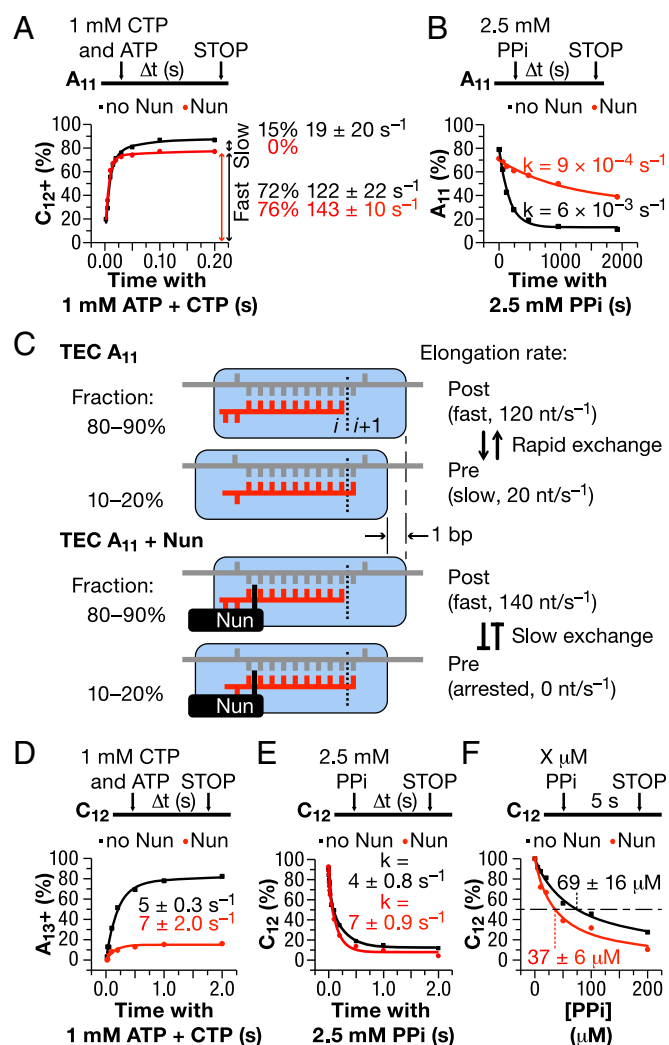 A
1 mM CTP
and ATP STOP
Δt (s)
A11
no Nun Nun
C12+ (%)
100
80
60
40
20
0
0.00 0.10 0.20
Time with
1 mM ATP + CTP (s)
Slow
15% 19 ± 20 s⁻¹
0%
Fast
72% 122 ± 22 s⁻¹
76% 143 ± 10 s⁻¹
B
2.5 mM
PPi STOP
Δt (s)
A11
no Nun Nun
A11 (%)
100
80
60
40
20
0
0 1000 2000
k = 9 × 10⁻⁴ s⁻¹
k = 6 × 10⁻³ s⁻¹
Time with
2.5 mM PPi (s)
C
TEC A11
Elongation rate:
Fraction:
80–90%
i i+1
Post
(fast, 120 nt/s⁻¹)
Rapid exchange
10–20%
Pre
(slow, 20 nt/s⁻¹)
1 bp
TEC A11 + Nun
Fraction:
80–90%
Nun
Post
(fast, 140 nt/s⁻¹)
Slow exchange
10–20%
Nun
Pre
(arrested, 0 nt/s⁻¹)
D
1 mM CTP
and ATP STOP
Δt (s)
C12
no Nun Nun
A13+ (%)
100
80
60
40
20
0
0.0 1.0 2.0
5 ± 0.3 s⁻¹
7 ± 2.0 s⁻¹
Time with
1 mM ATP + CTP (s)
E
2.5 mM
PPi STOP
Δt (s)
C12
no Nun Nun
C12 (%)
100
80
60
40
20
0
0.0 1.0 2.0
k =
4 ± 0.8 s⁻¹
k =
7 ± 0.9 s⁻¹
Time with
2.5 mM PPi (s)
F
X μM
PPi STOP
5 s
C12
no Nun Nun
C12 (%)
100
80
60
40
20
0
0 100 200
69 ± 16 μM
37 ± 6 μM
[PPi]
(μM)